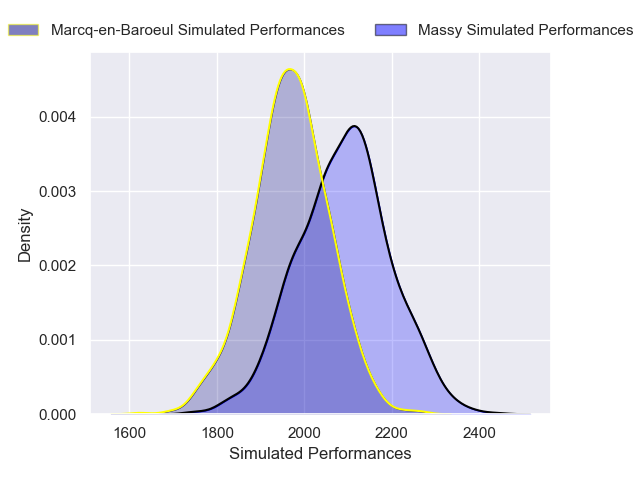 Marcq-en-Baroeul Simulated Performances Massy Simulated Performances
0.004
0.003
0.002
0.001
0.000
Density
1600 1800 2000 2200 2400
Simulated Performances